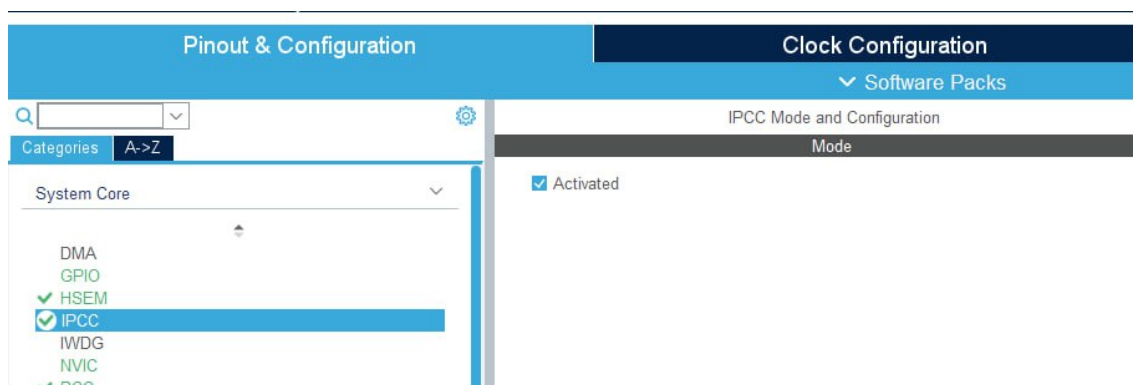 Pinout & Configuration
Clock Configuration
Software Packs
IPCC Mode and Configuration
Categories
A->Z
Mode
System Core
Activated
DMA
GPIO
HSEM
IPCC
IWDG
NVIC